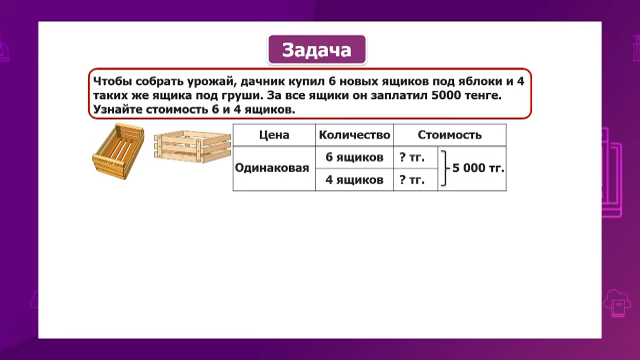 Задача
Чтобы собрать урожай, дачник купил 6 новых ящиков под яблоки и 4
таких же ящика под груши. За все ящики он заплатил 5000 тенге.
Узнайте стоимость 6 и 4 ящиков.
Цена Количество Стоимость
Одинаковая 6 ящиков ? тг. 5 000 тг.
4 ящиков ? тг.